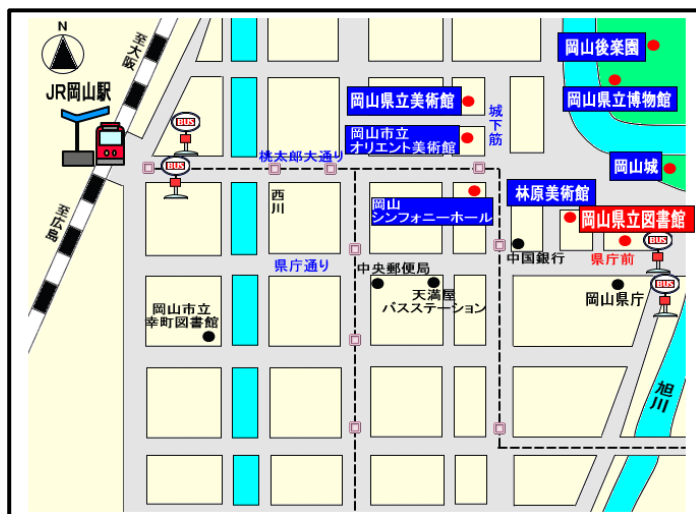 N
至大阪
JR岡山駅
至広島
BUS
BUS
桃太郎大通り
西川
県庁通り
岡山市立
幸町図書館
中央郵便局
天満屋
バスステーション
岡山県立美術館
岡山市立
オリエント美術館
城下筋
岡山
シンフォニーホール
岡山後楽園
岡山県立博物館
岡山城
林原美術館
岡山県立図書館
BUS
中国銀行
県庁前
BUS
岡山県庁
旭川